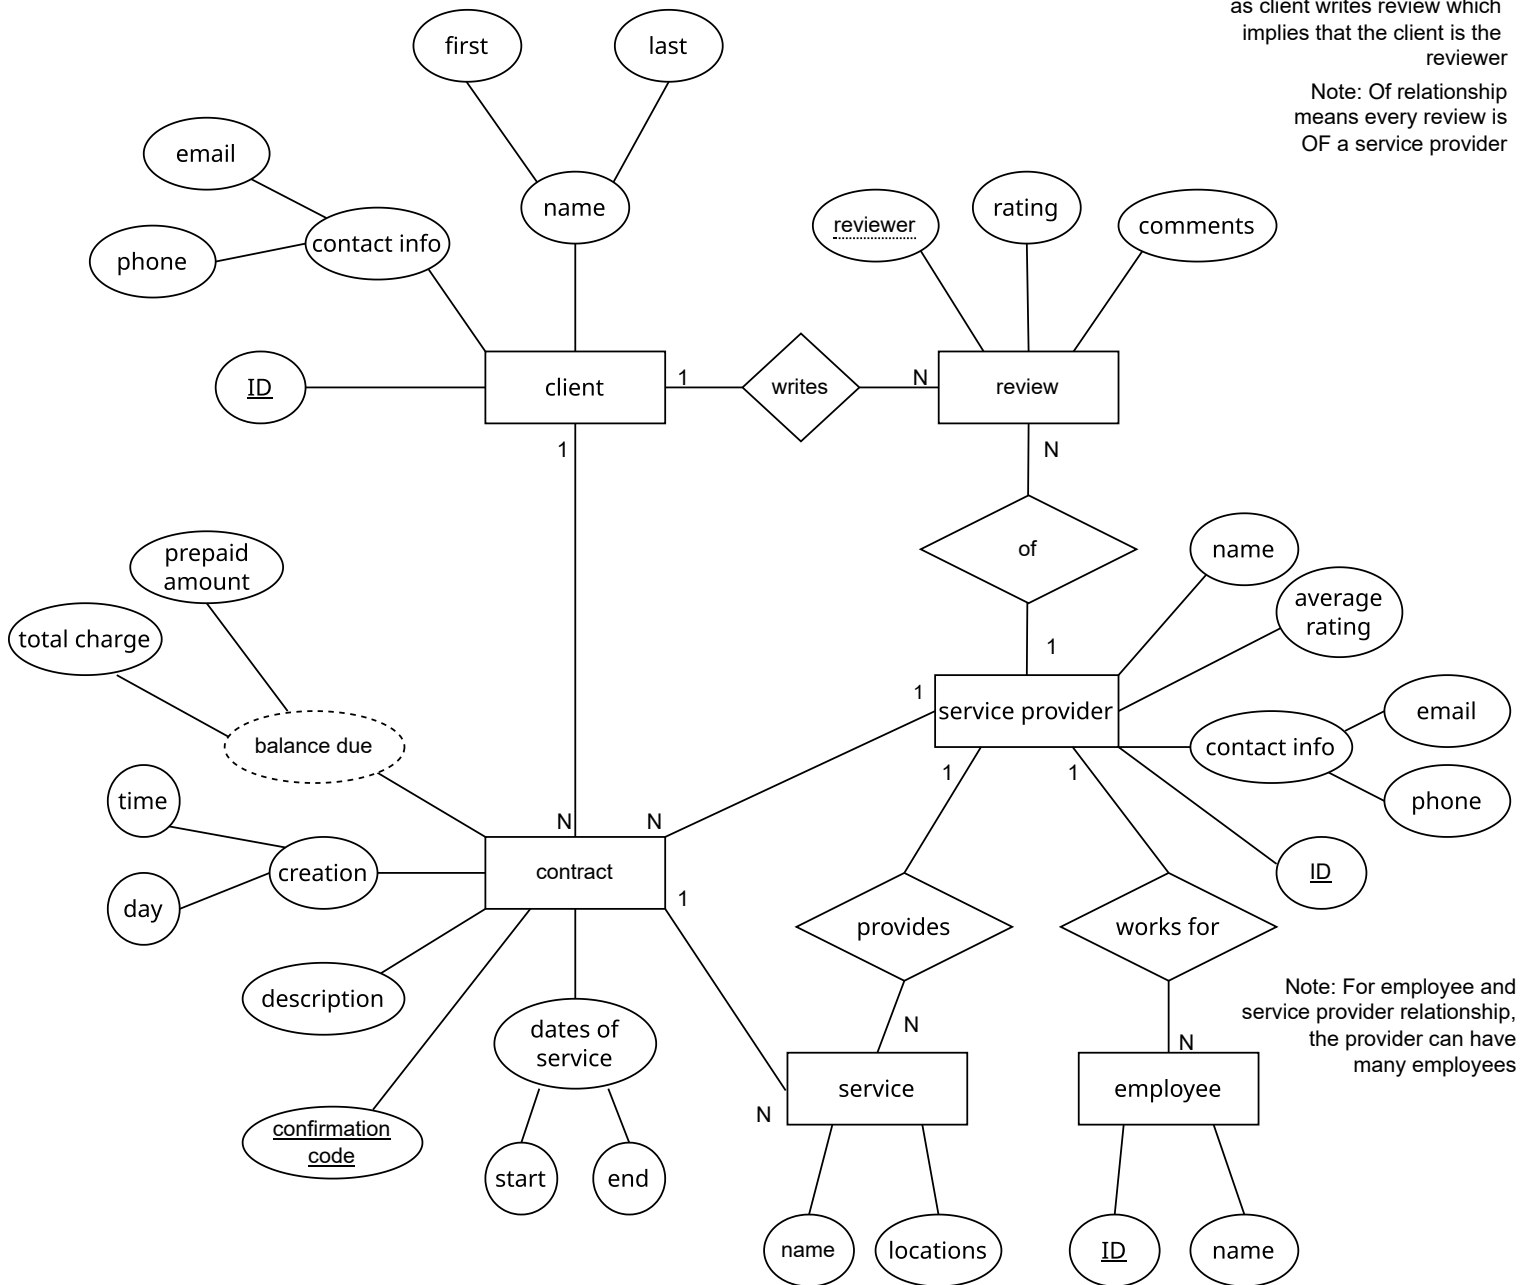 as client writes review which
implies that the client is the
reviewer
Note: Of relationship
means every review is
OF a service provider
first
last
email
name
contact info
phone
reviewer
rating
comments
ID
client
1
writes
N
review
1
N
of
prepaid
amount
total charge
name
average
rating
1
1
service provider
balance due
email
contact info
phone
time
1
1
N
N
creation
contract
ID
day
1
provides
works for
description
dates of
service
N
N
Note: For employee and
service provider relationship,
the provider can have
many employees
service
employee
N
confirmation
code
start
end
name
locations
ID
name